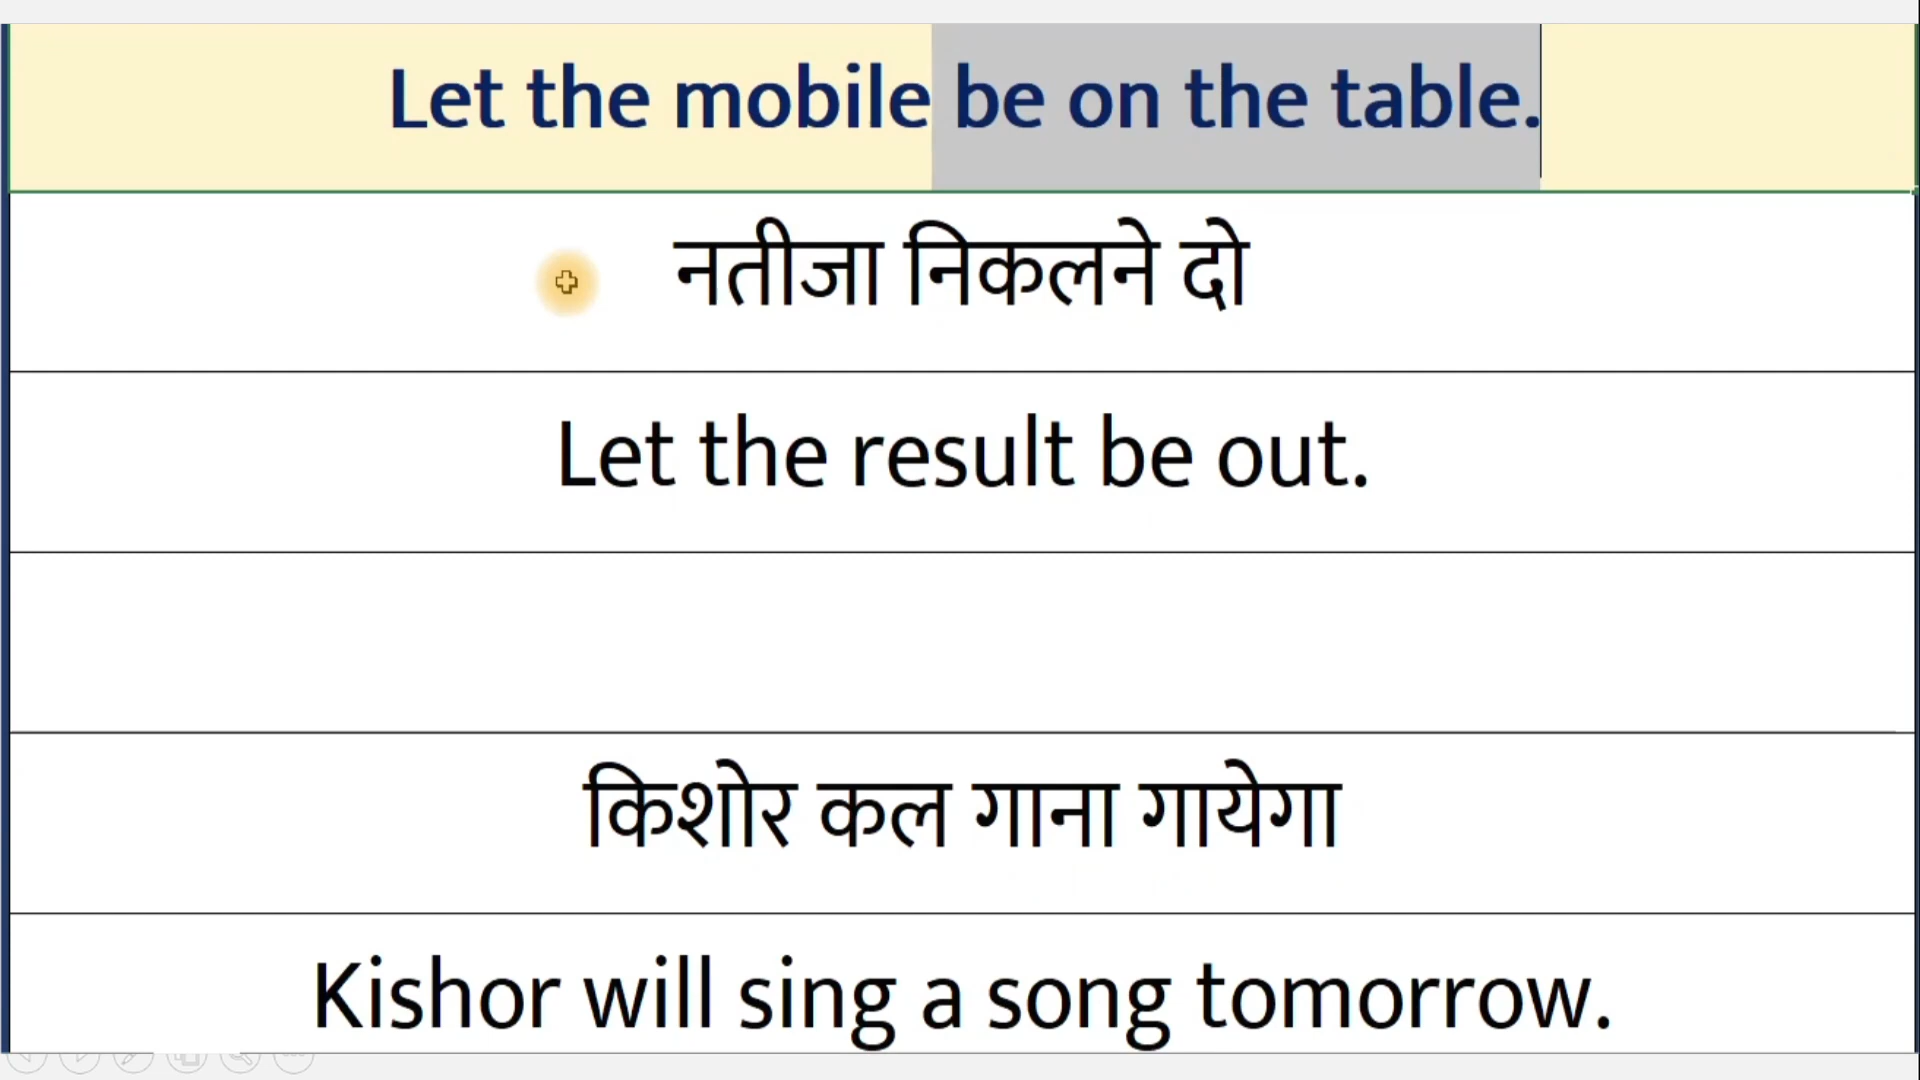 Let the mobile be on the table.
नतीजा निकलने दो
Let the result be out.
किशोर कल गाना गायेगा
Kishor will sing a song tomorrow.